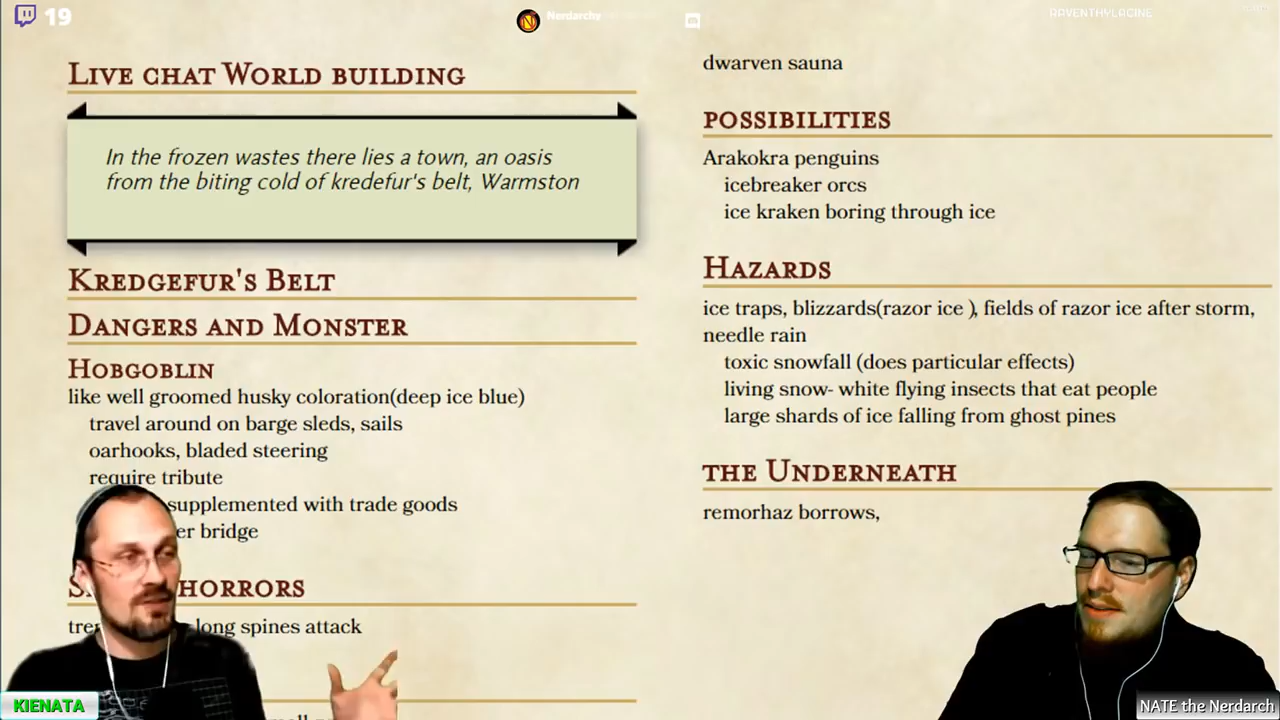 19
Nerdarchy
RAVENTHYLACINE
LIVE CHAT WORLD BUILDING
In the frozen wastes there lies a town, an oasis
from the biting cold of kredefur's belt, Warmston
KREDGEFUR'S BELT
DANGERS AND MONSTER
HOBGOBLIN
like well groomed husky coloration(deep ice blue)
travel around on barge sleds, sails
oarhooks, bladed steering
require tribute
supplemented with trade goods
bridge
HORRORS
long spines attack
dwarven sauna
POSSIBILITIES
Arakokra penguins
icebreaker orcs
ice kraken boring through ice
HAZARDS
ice traps, blizzards(razor ice ), fields of razor ice after storm,
needle rain
toxic snowfall (does particular effects)
living snow- white flying insects that eat people
large shards of ice falling from ghost pines
THE UNDERNEATH
remorhaz borrows,
KIENATA
NATE the Nerdarch